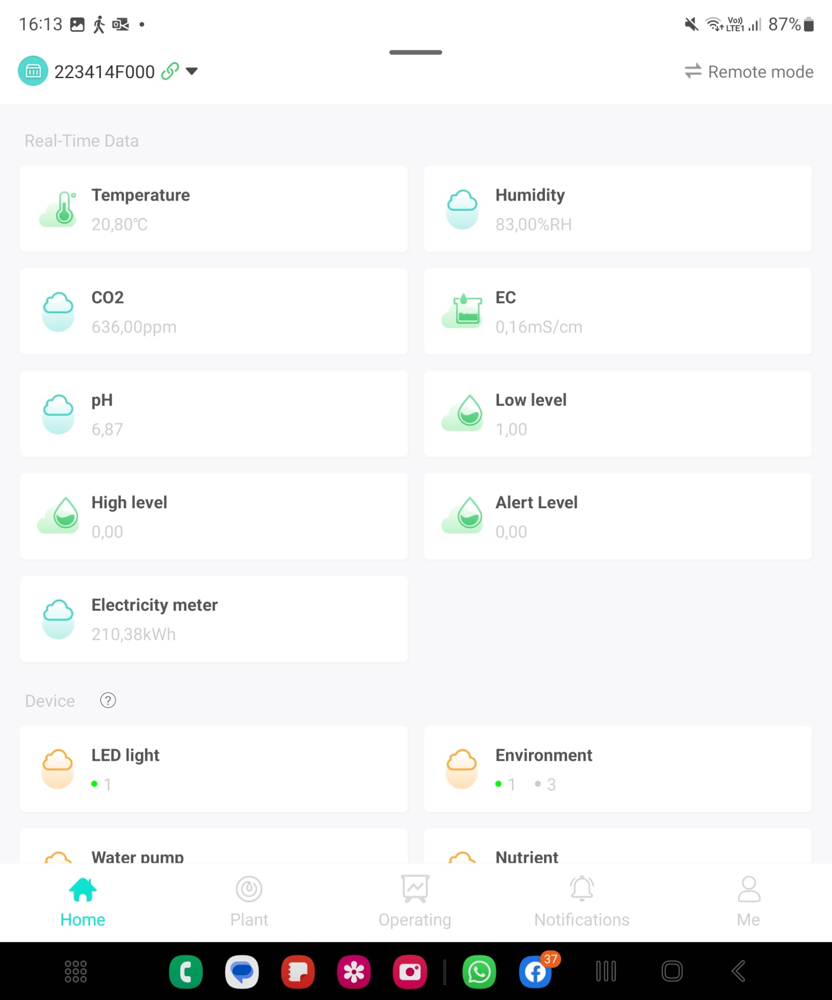 16:13
Vo))
LTE1
87%
223414F000
Remote mode
Real-Time Data
Temperature
20,80℃
Humidity
83,00%RH
CO2
636,00ppm
EC
0,16mS/cm
pH
6,87
Low level
1,00
High level
0,00
Alert Level
0,00
Electricity meter
210,38kWh
Device
?
LED light
1
Environment
1 3
Water pump
Nutrient
Home
Plant
Operating
Notifications
Me
37